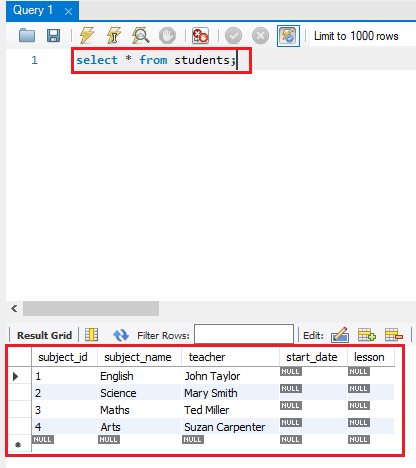 Query 1 ×
Limit to 1000 rows
1 select * from students;
Result Grid Filter Rows: Edit:
subject_id subject_name teacher start_date lesson
1 English John Taylor NULL NULL
2 Science Mary Smith NULL NULL
3 Maths Ted Miller NULL NULL
4 Arts Suzan Carpenter NULL NULL
NULL NULL NULL NULL NULL